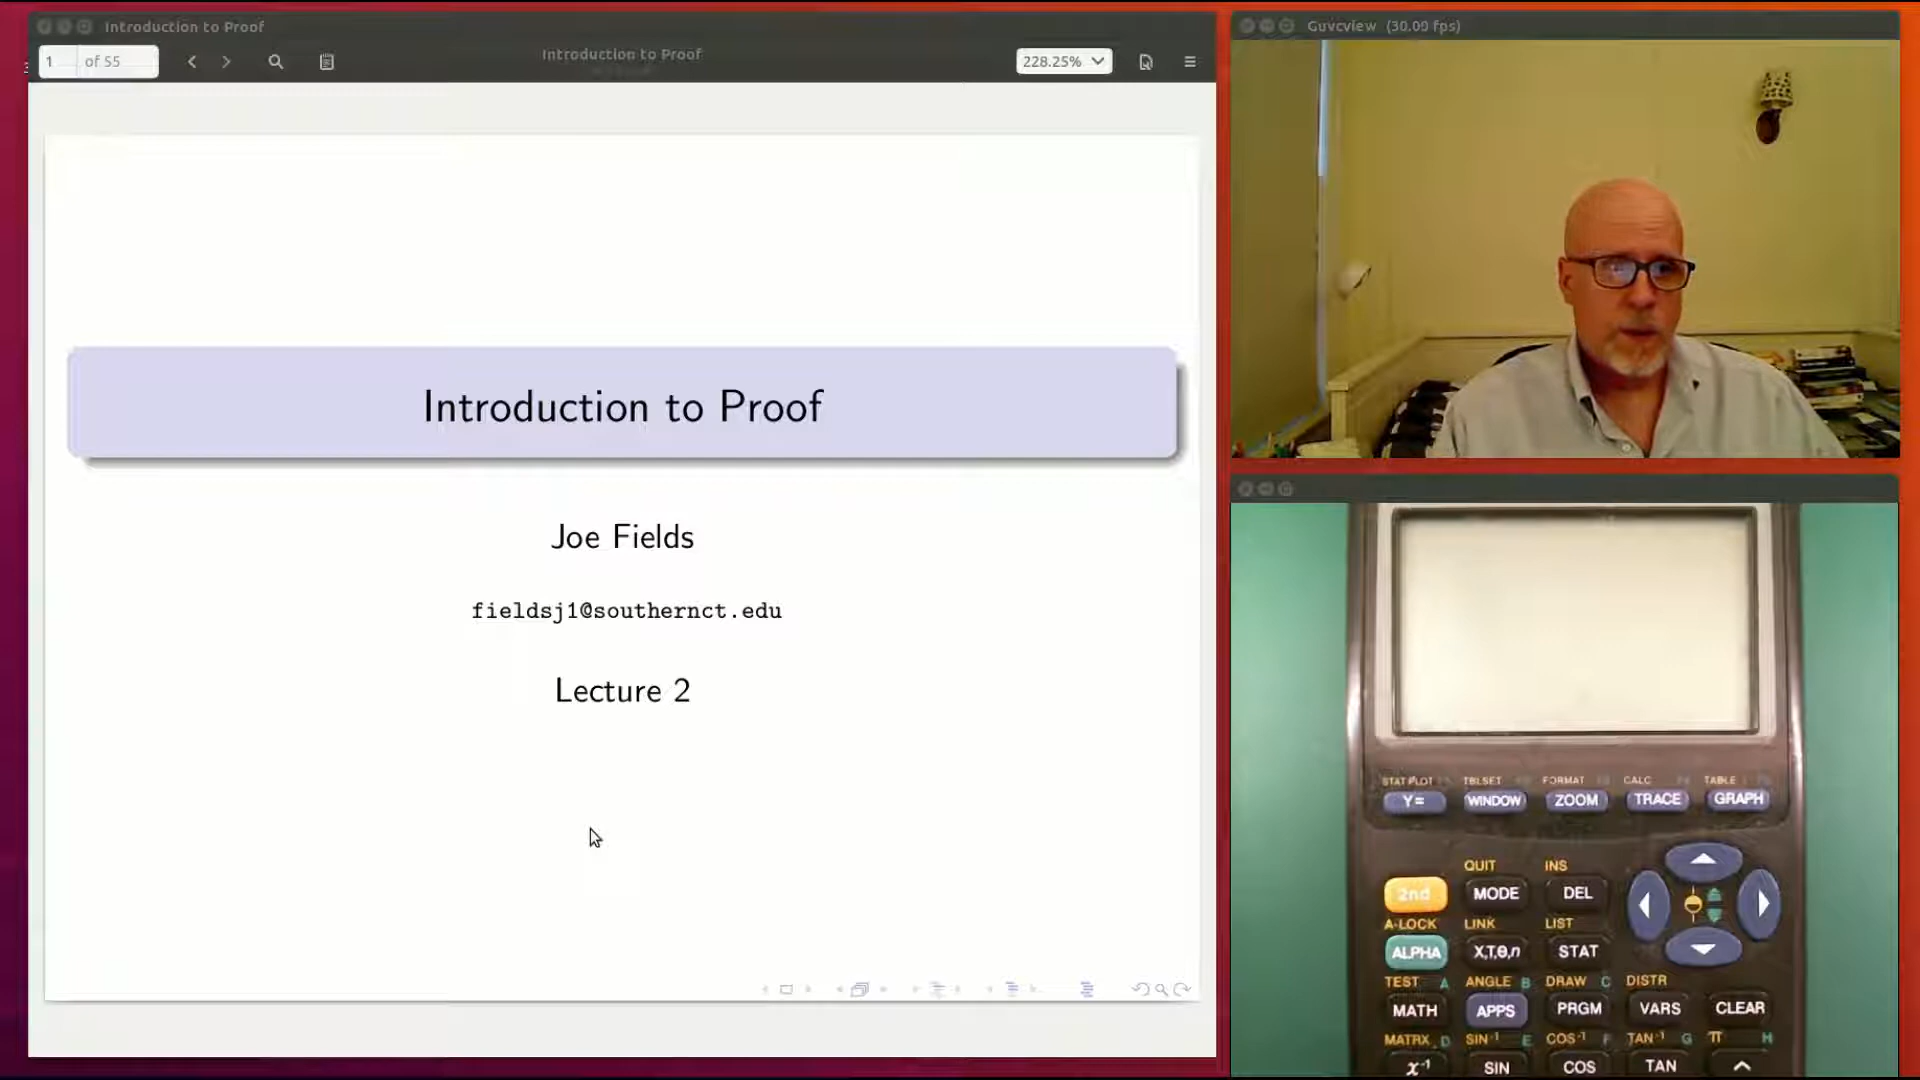 Introduction to Proof
1 of 55
Introduction to Proof
228.25%
Introduction to Proof
Joe Fields
fieldsj1@southernct.edu
Lecture 2
Guvcview (30.09 fps)
STAT PLOT TBLSET FORMAT CALC TABLE
Y= WINDOW ZOOM TRACE GRAPH
QUIT INS
2nd MODE DEL
A-LOCK LINK LIST
ALPHA X,T,θ,n STAT
TEST A ANGLE B DRAW C DISTR
MATH APPS PRGM VARS CLEAR
MATRX D SIN⁻¹ E COS⁻¹ F TAN⁻¹ G π H
x⁻¹ SIN COS TAN ^